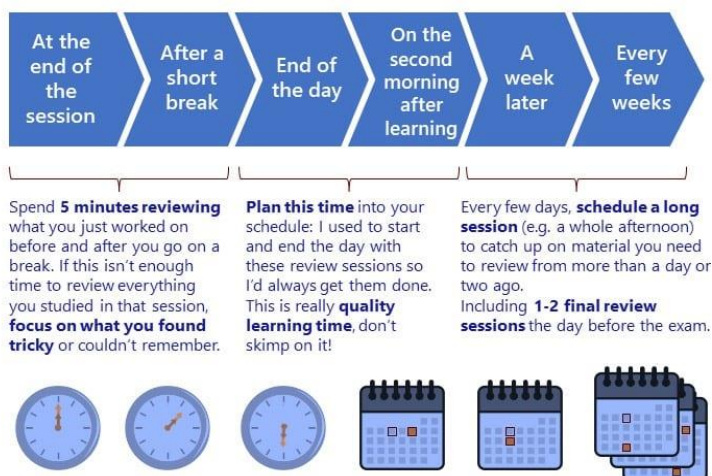 At the
end of
the
session
After a
short
break
End of
the day
On the
second
morning
after
learning
A
week
later
Every
few
weeks
Spend 5 minutes reviewing
what you just worked on
before and after you go on a
break. If this isn't enough
time to review everything
you studied in that session,
focus on what you found
tricky or couldn't remember.
Plan this time into your
schedule: I used to start
and end the day with
these review sessions so
I'd always get them done.
This is really quality
learning time, don't
skimp on it!
Every few days, schedule a long
session (e.g. a whole afternoon)
to catch up on material you need
to review from more than a day or
two ago.
Including 1-2 final review
sessions the day before the exam.